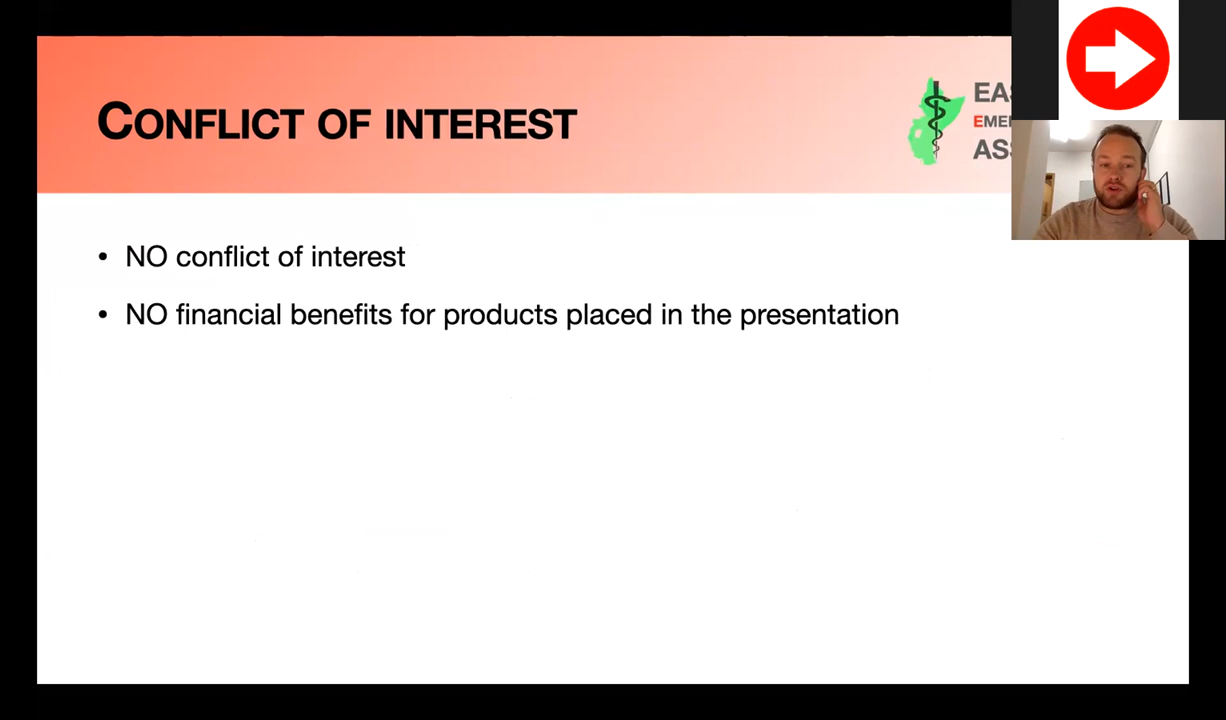 CONFLICT OF INTEREST
• NO conflict of interest
• NO financial benefits for products placed in the presentation